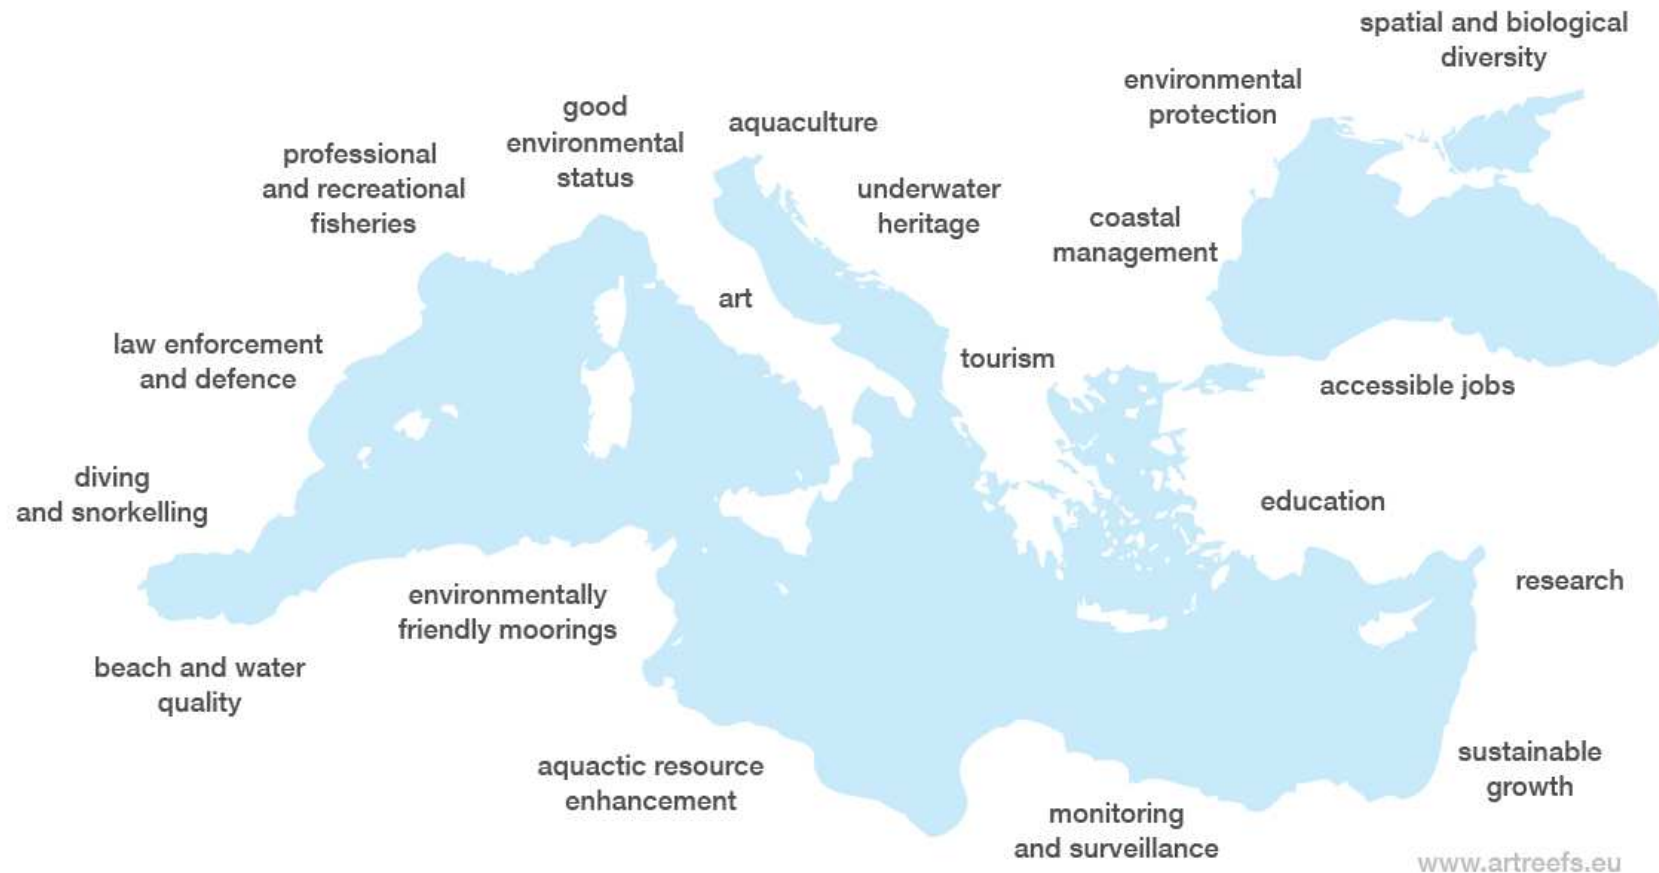 spatial and biological
diversity
environmental
protection
good
environmental
status
aquaculture
professional
and recreational
fisheries
underwater
heritage
coastal
management
art
law enforcement
and defence
tourism
accessible jobs
diving
and snorkelling
education
research
environmentally
friendly moorings
beach and water
quality
aquactic resource
enhancement
sustainable
growth
monitoring
and surveillance
www.artreefs.eu